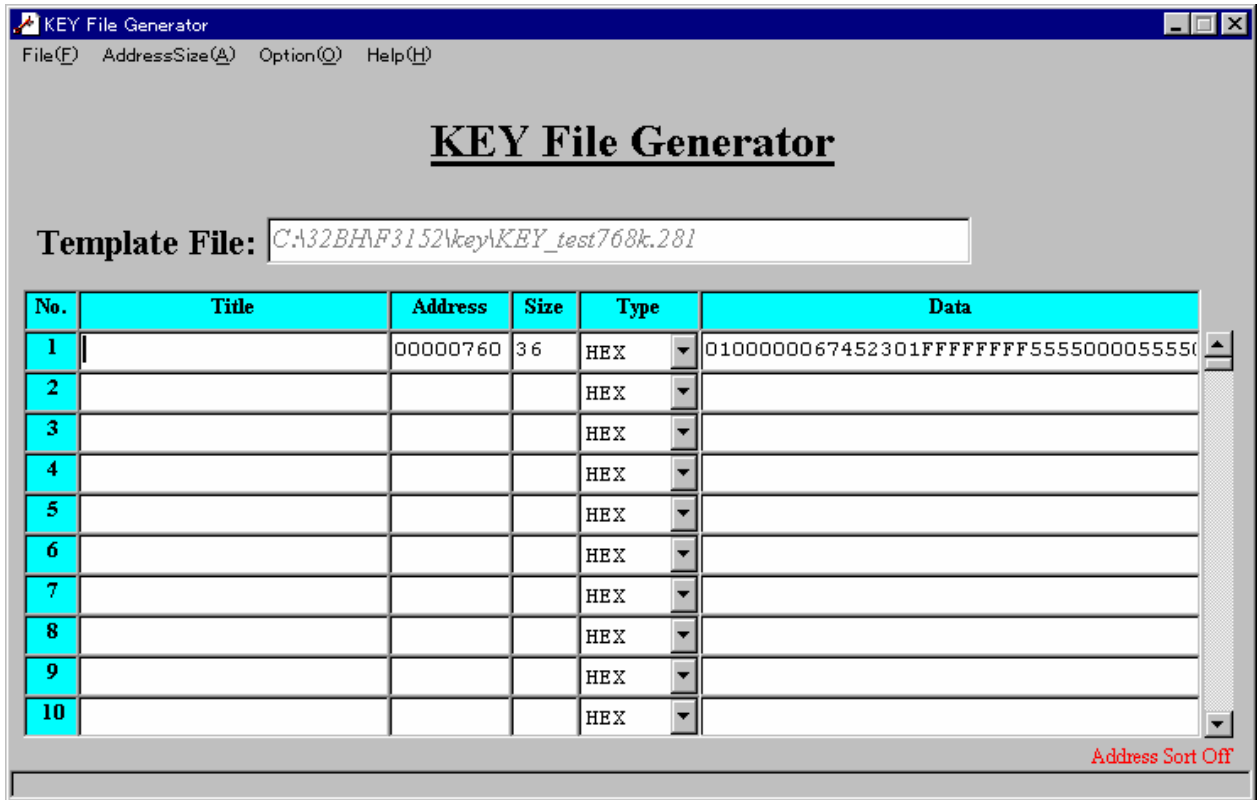 KEY File Generator
File(F) AddressSize(A) Option(O) Help(H)
KEY File Generator
Template File: C:\32BH\F3152\key\KEY_test768k.281
No. Title Address Size Type Data
1 00000760 36 HEX 0100000067452301FFFFFFFF555500005555
2 HEX
3 HEX
4 HEX
5 HEX
6 HEX
7 HEX
8 HEX
9 HEX
10 HEX
Address Sort Off